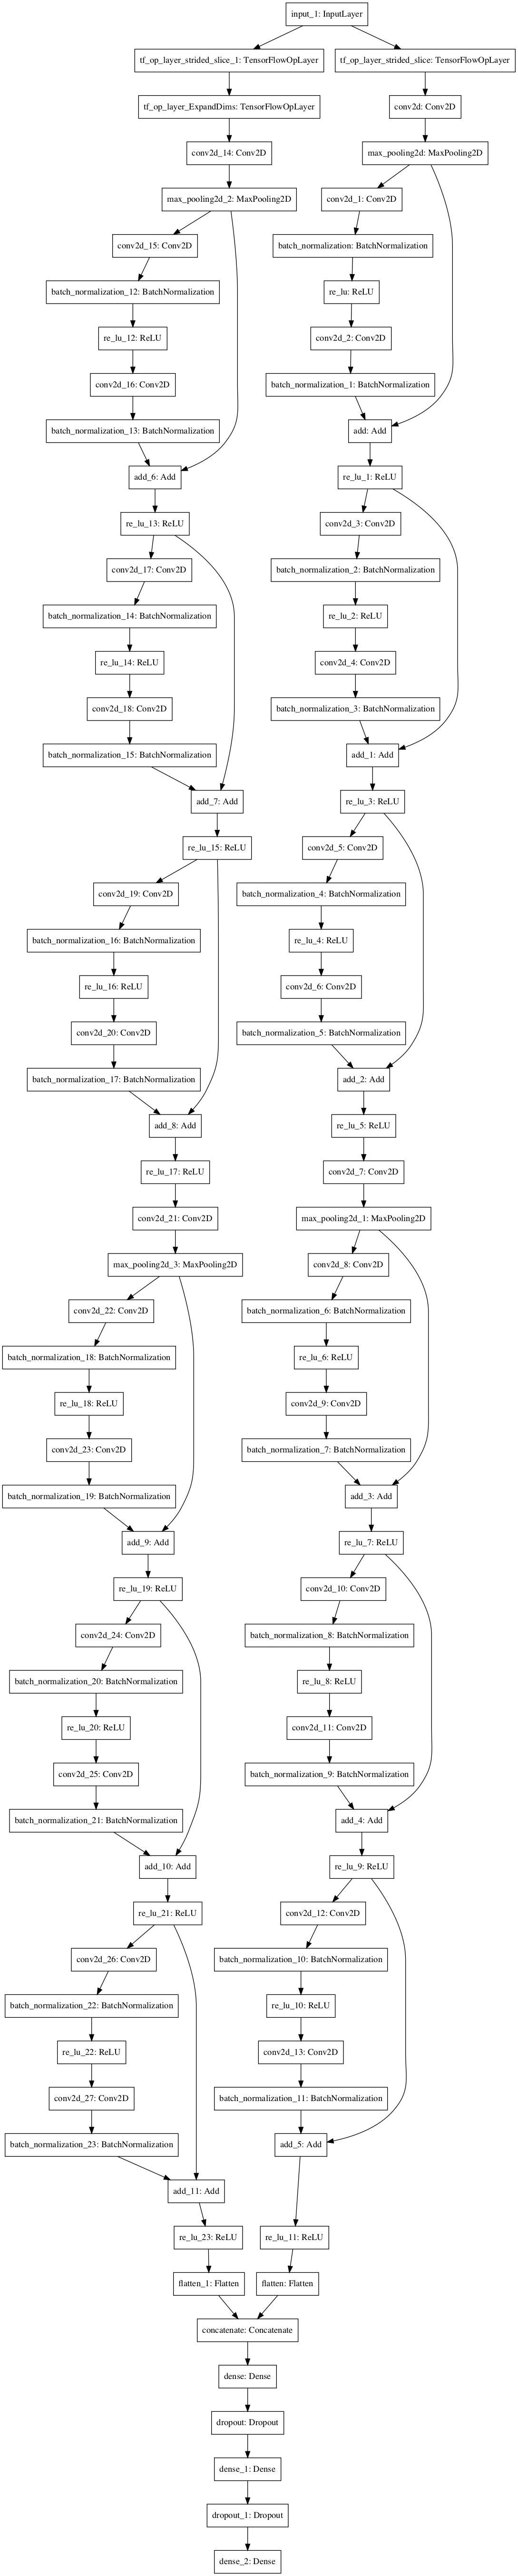 input_1: InputLayer
tf_op_layer_strided_slice_1: TensorFlowOpLayer
tf_op_layer_strided_slice: TensorFlowOpLayer
tf_op_layer_ExpandDims: TensorFlowOpLayer
conv2d: Conv2D
conv2d_14: Conv2D
max_pooling2d: MaxPooling2D
max_pooling2d_2: MaxPooling2D
conv2d_1: Conv2D
conv2d_15: Conv2D
batch_normalization: BatchNormalization
batch_normalization_12: BatchNormalization
re_lu: ReLU
re_lu_12: ReLU
conv2d_2: Conv2D
conv2d_16: Conv2D
batch_normalization_1: BatchNormalization
batch_normalization_13: BatchNormalization
add: Add
add_6: Add
re_lu_1: ReLU
re_lu_13: ReLU
conv2d_3: Conv2D
conv2d_17: Conv2D
batch_normalization_2: BatchNormalization
batch_normalization_14: BatchNormalization
re_lu_2: ReLU
re_lu_14: ReLU
conv2d_4: Conv2D
conv2d_18: Conv2D
batch_normalization_3: BatchNormalization
batch_normalization_15: BatchNormalization
add_1: Add
add_7: Add
re_lu_3: ReLU
re_lu_15: ReLU
conv2d_5: Conv2D
conv2d_19: Conv2D
batch_normalization_4: BatchNormalization
batch_normalization_16: BatchNormalization
re_lu_4: ReLU
re_lu_16: ReLU
conv2d_6: Conv2D
conv2d_20: Conv2D
batch_normalization_5: BatchNormalization
batch_normalization_17: BatchNormalization
add_2: Add
add_8: Add
re_lu_5: ReLU
re_lu_17: ReLU
conv2d_7: Conv2D
conv2d_21: Conv2D
max_pooling2d_1: MaxPooling2D
max_pooling2d_3: MaxPooling2D
conv2d_8: Conv2D
conv2d_22: Conv2D
batch_normalization_6: BatchNormalization
batch_normalization_18: BatchNormalization
re_lu_6: ReLU
re_lu_18: ReLU
conv2d_9: Conv2D
conv2d_23: Conv2D
batch_normalization_7: BatchNormalization
batch_normalization_19: BatchNormalization
add_3: Add
add_9: Add
re_lu_7: ReLU
re_lu_19: ReLU
conv2d_10: Conv2D
conv2d_24: Conv2D
batch_normalization_8: BatchNormalization
batch_normalization_20: BatchNormalization
re_lu_8: ReLU
re_lu_20: ReLU
conv2d_11: Conv2D
conv2d_25: Conv2D
batch_normalization_9: BatchNormalization
batch_normalization_21: BatchNormalization
add_4: Add
add_10: Add
re_lu_9: ReLU
re_lu_21: ReLU
conv2d_12: Conv2D
conv2d_26: Conv2D
batch_normalization_10: BatchNormalization
batch_normalization_22: BatchNormalization
re_lu_10: ReLU
re_lu_22: ReLU
conv2d_13: Conv2D
conv2d_27: Conv2D
batch_normalization_11: BatchNormalization
batch_normalization_23: BatchNormalization
add_5: Add
add_11: Add
re_lu_23: ReLU
re_lu_11: ReLU
flatten_1: Flatten
flatten: Flatten
concatenate: Concatenate
dense: Dense
dropout: Dropout
dense_1: Dense
dropout_1: Dropout
dense_2: Dense